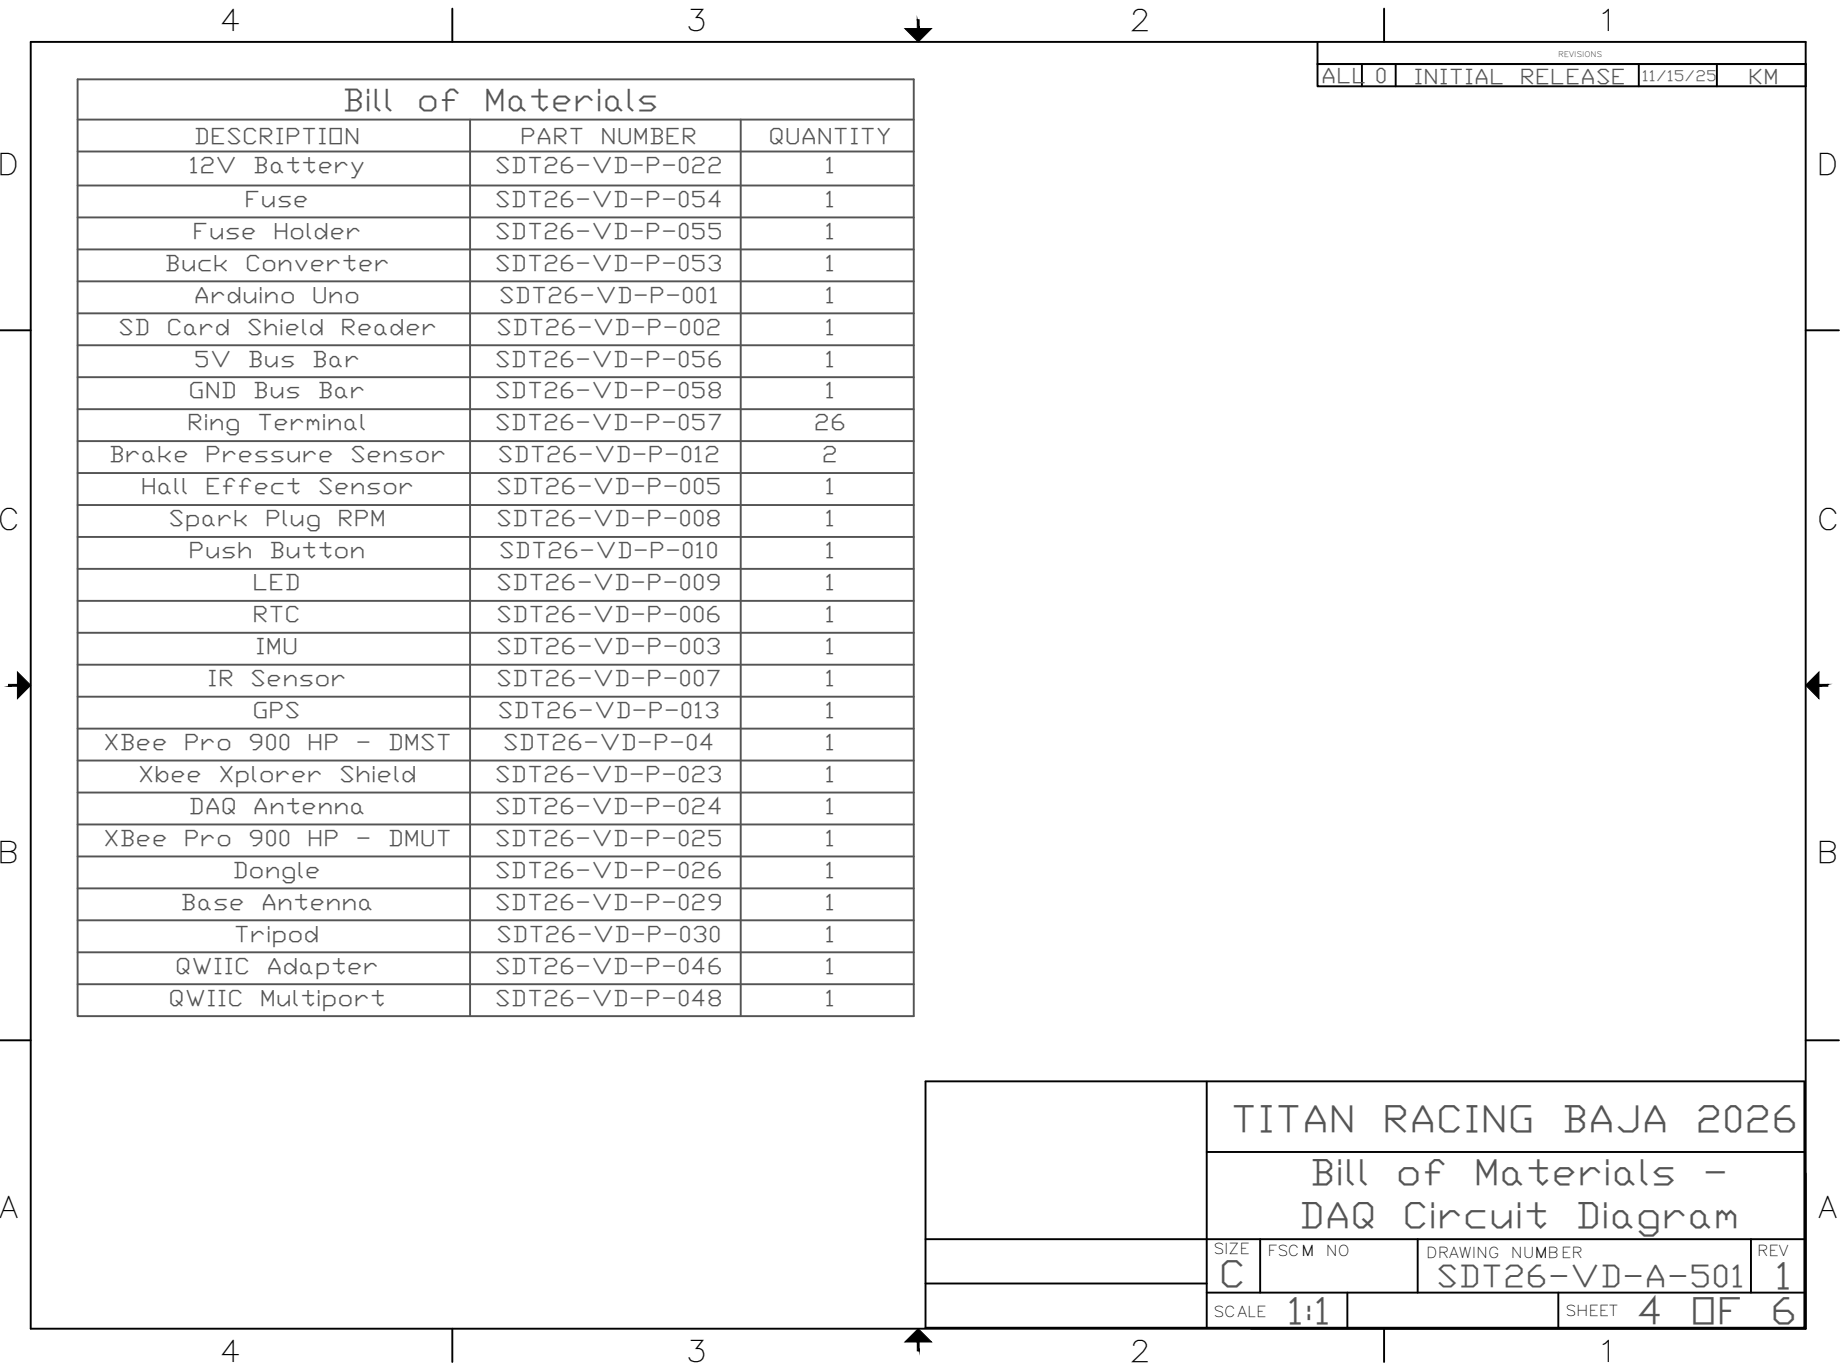 4 3 2 1
REVISIONS
ALL 0 INITIAL RELEASE 11/15/25 KM
Bill of Materials
DESCRIPTION PART NUMBER QUANTITY
12V Battery SDT26-VD-P-022 1
D D
Fuse SDT26-VD-P-054 1
Fuse Holder SDT26-VD-P-055 1
Buck Converter SDT26-VD-P-053 1
Arduino Uno SDT26-VD-P-001 1
SD Card Shield Reader SDT26-VD-P-002 1
5V Bus Bar SDT26-VD-P-056 1
GND Bus Bar SDT26-VD-P-058 1
Ring Terminal SDT26-VD-P-057 26
Brake Pressure Sensor SDT26-VD-P-012 2
Hall Effect Sensor SDT26-VD-P-005 1
Spark Plug RPM SDT26-VD-P-008 1
C C
Push Button SDT26-VD-P-010 1
LED SDT26-VD-P-009 1
RTC SDT26-VD-P-006 1
IMU SDT26-VD-P-003 1
IR Sensor SDT26-VD-P-007 1
GPS SDT26-VD-P-013 1
XBee Pro 900 HP - DMST SDT26-VD-P-04 1
Xbee Xplorer Shield SDT26-VD-P-023 1
DAQ Antenna SDT26-VD-P-024 1
XBee Pro 900 HP - DMUT SDT26-VD-P-025 1
B B
Dongle SDT26-VD-P-026 1
Base Antenna SDT26-VD-P-029 1
Tripod SDT26-VD-P-030 1
QWIIC Adapter SDT26-VD-P-046 1
QWIIC Multiport SDT26-VD-P-048 1
TITAN RACING BAJA 2026
Bill of Materials -
DAQ Circuit Diagram
A A
SIZE FSCM NO DRAWING NUMBER REV
C SDT26-VD-A-501 1
SCALE 1:1 SHEET 4 OF 6
4 3 2 1